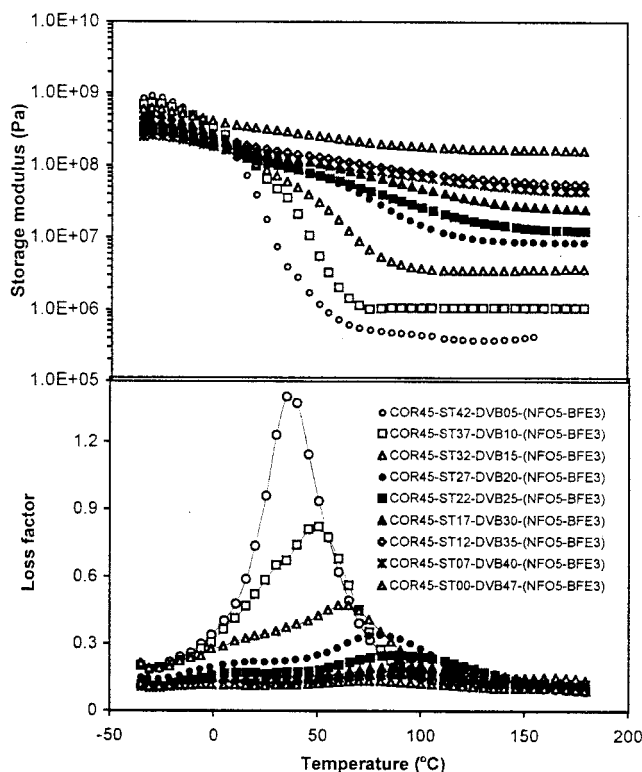 1.0E+10
1.0E+09
1.0E+08
1.0E+07
1.0E+06
1.0E+05
Storage modulus (Pa)
1.2
0.9
0.6
0.3
0
Loss factor
COR45-ST42-DVB05-(NFO5-BFE3)
COR45-ST37-DVB10-(NFO5-BFE3)
COR45-ST32-DVB15-(NFO5-BFE3)
COR45-ST27-DVB20-(NFO5-BFE3)
COR45-ST22-DVB25-(NFO5-BFE3)
COR45-ST17-DVB30-(NFO5-BFE3)
COR45-ST12-DVB35-(NFO5-BFE3)
COR45-ST07-DVB40-(NFO5-BFE3)
COR45-ST00-DVB47-(NFO5-BFE3)
-50 0 50 100 150 200
Temperature (°C)